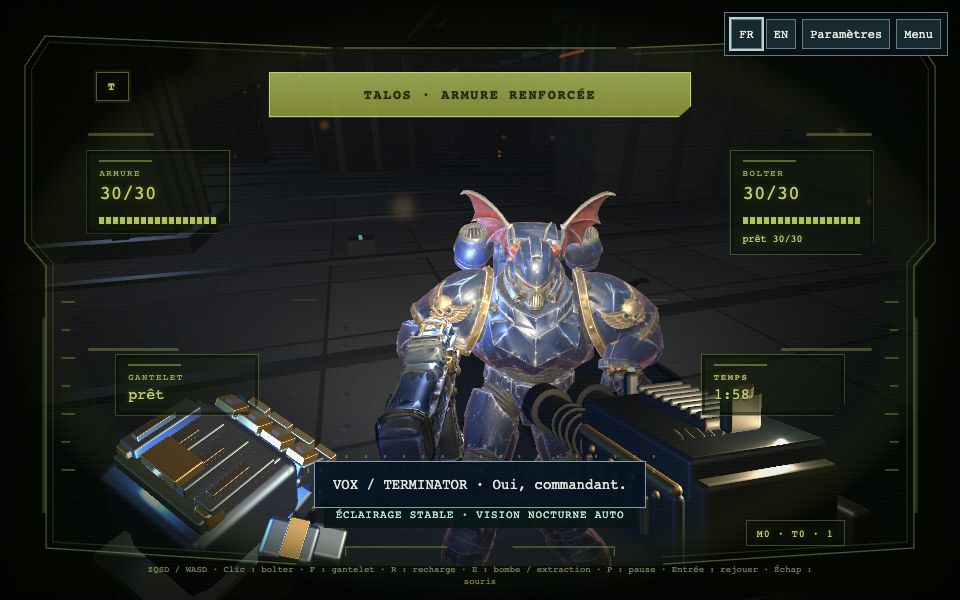 FR EN Paramètres Menu
T
TALOS · ARMURE RENFORCÉE
ARMURE
30/30
BOLTER
30/30
prêt 30/30
GANTELET
prêt
TEMPS
1:58
VOX / TERMINATOR · Oui, commandant.
ÉCLAIRAGE STABLE · VISION NOCTURNE AUTO
M0 · T0 · 1
ZQSD / WASD · Clic : bolter · F : gantelet · R : recharge · E : bombe / extraction · P : pause · Entrée : rejouer · Échap :
souris